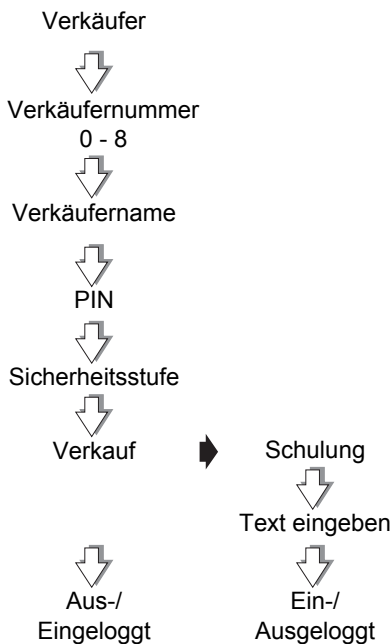 Verkäufer
Verkäufernummer
0 - 8
Verkäufername
PIN
Sicherheitsstufe
Verkauf
Schulung
Text eingeben
Aus-/
Eingeloggt
Ein-/
Ausgeloggt